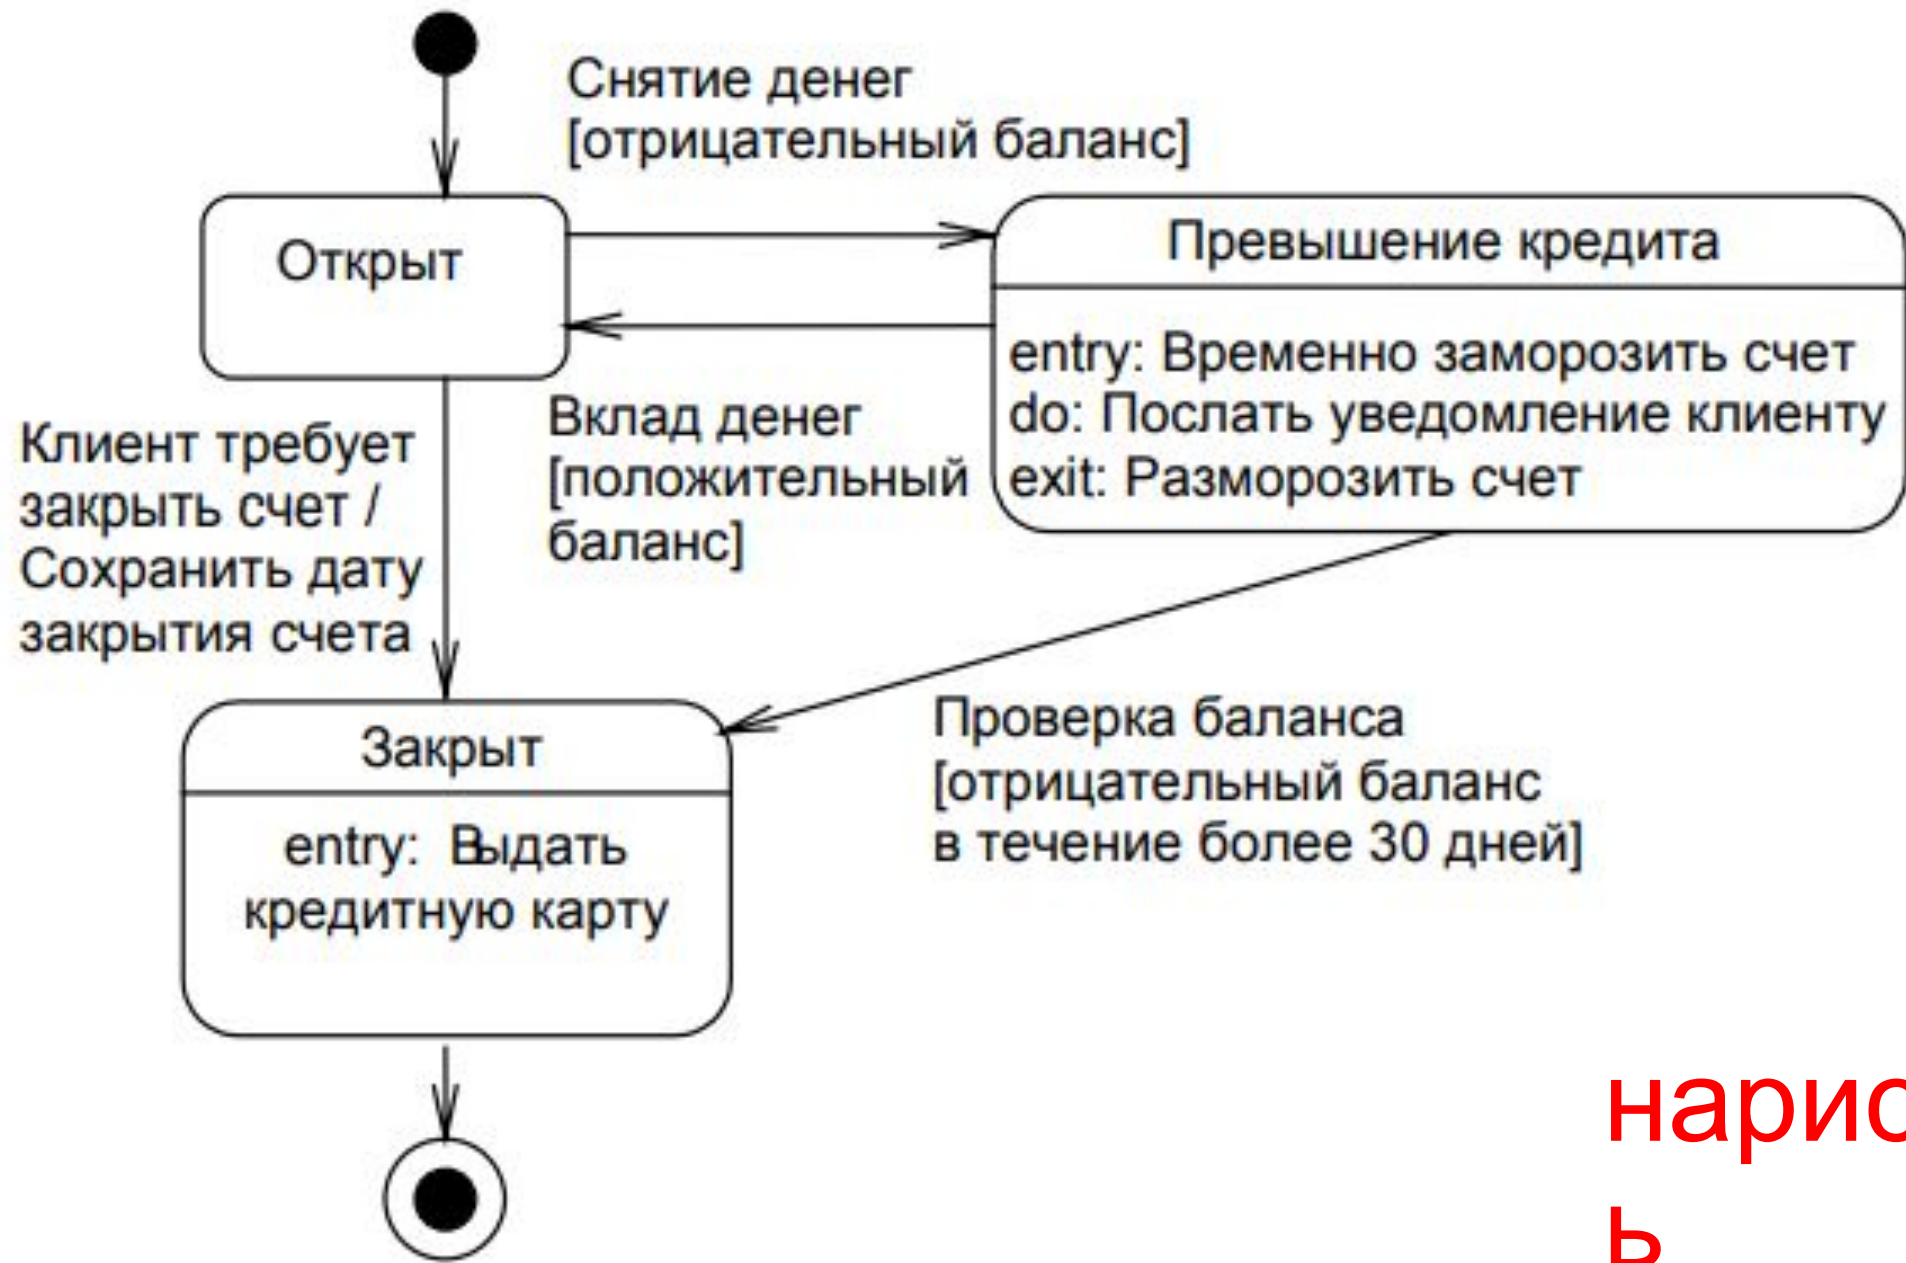 Снятие денег
[отрицательный баланс]
Открыт
Превышение кредита
entry: Временно заморозить счет
do: Послать уведомление клиенту
exit: Разморозить счет
Вклад денег
[положительный
баланс]
Клиент требует
закрыть счет /
Сохранить дату
закрытия счета
Закрыт
entry: Выдать
кредитную карту
Проверка баланса
[отрицательный баланс
в течение более 30 дней]
ь